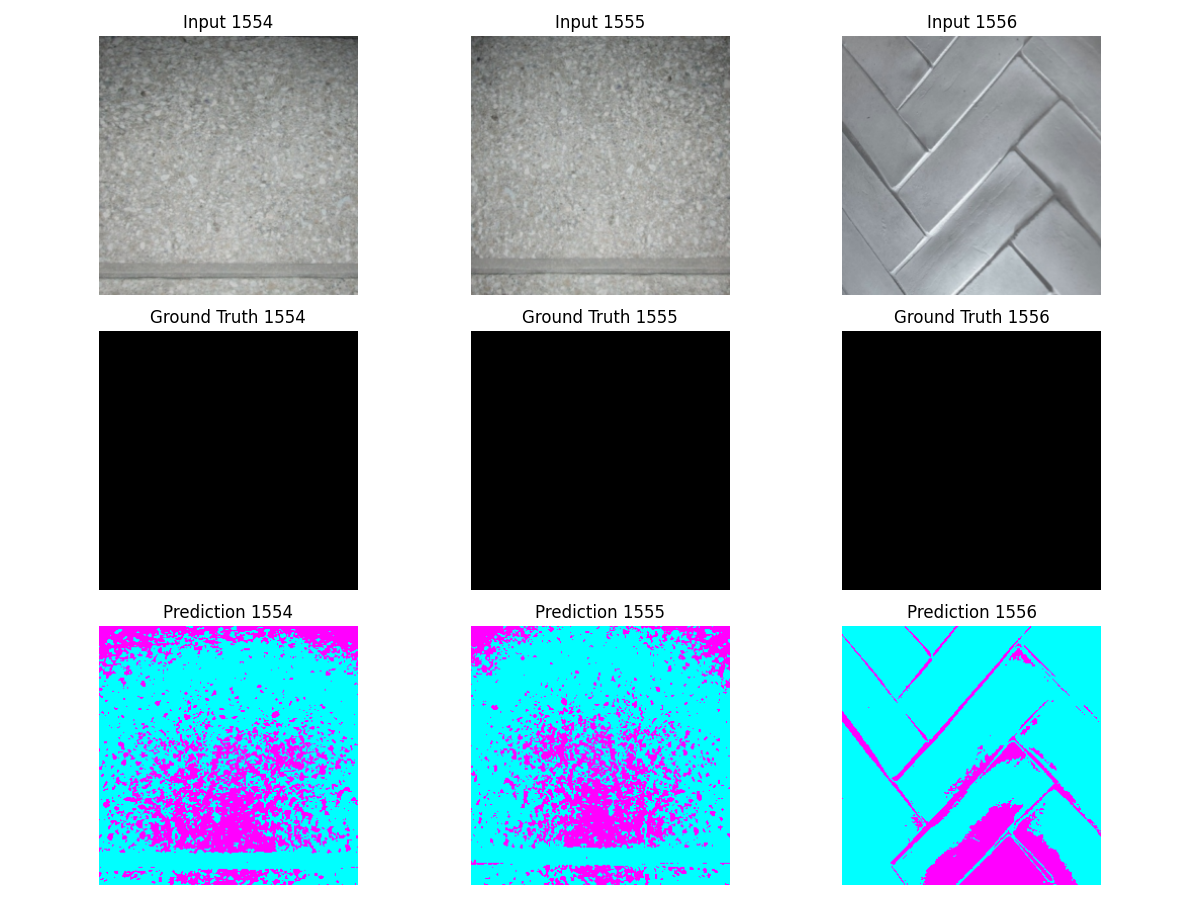 Input 1554
Input 1555
Input 1556
Ground Truth 1554
Ground Truth 1555
Ground Truth 1556
Prediction 1554
Prediction 1555
Prediction 1556